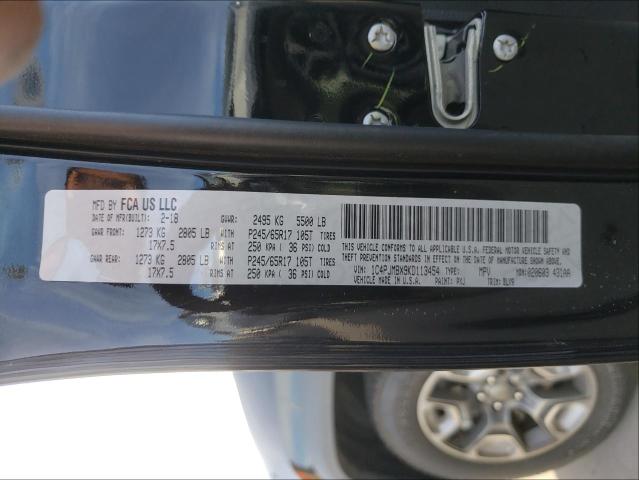 MFD BY FCA US LLC
DATE OF MFR(BUILT): 2-18 GVWR: 2495 KG 5500 LB
GAWR FRONT: 1273 KG 2805 LB WITH P245/65R17 105T TIRES
17X7.5 RIMS AT 250 KPA ( 36 PSI) COLD
GAWR REAR: 1273 KG 2805 LB WITH P245/65R17 105T TIRES
17X7.5 RIMS AT 250 KPA ( 36 PSI) COLD
THIS VEHICLE CONFORMS TO ALL APPLICABLE U.S.A. FEDERAL MOTOR VEHICLE SAFETY AND
THEFT PREVENTION STANDARDS IN EFFECT ON THE DATE OF MANUFACTURE SHOWN ABOVE.
VIN: 1C4PJMBX9KD113454 TYPE: MPV MDH: 020603 431AA
VEHICLE MADE IN U.S.A. PAINT: PXJ TRIM: BLX9